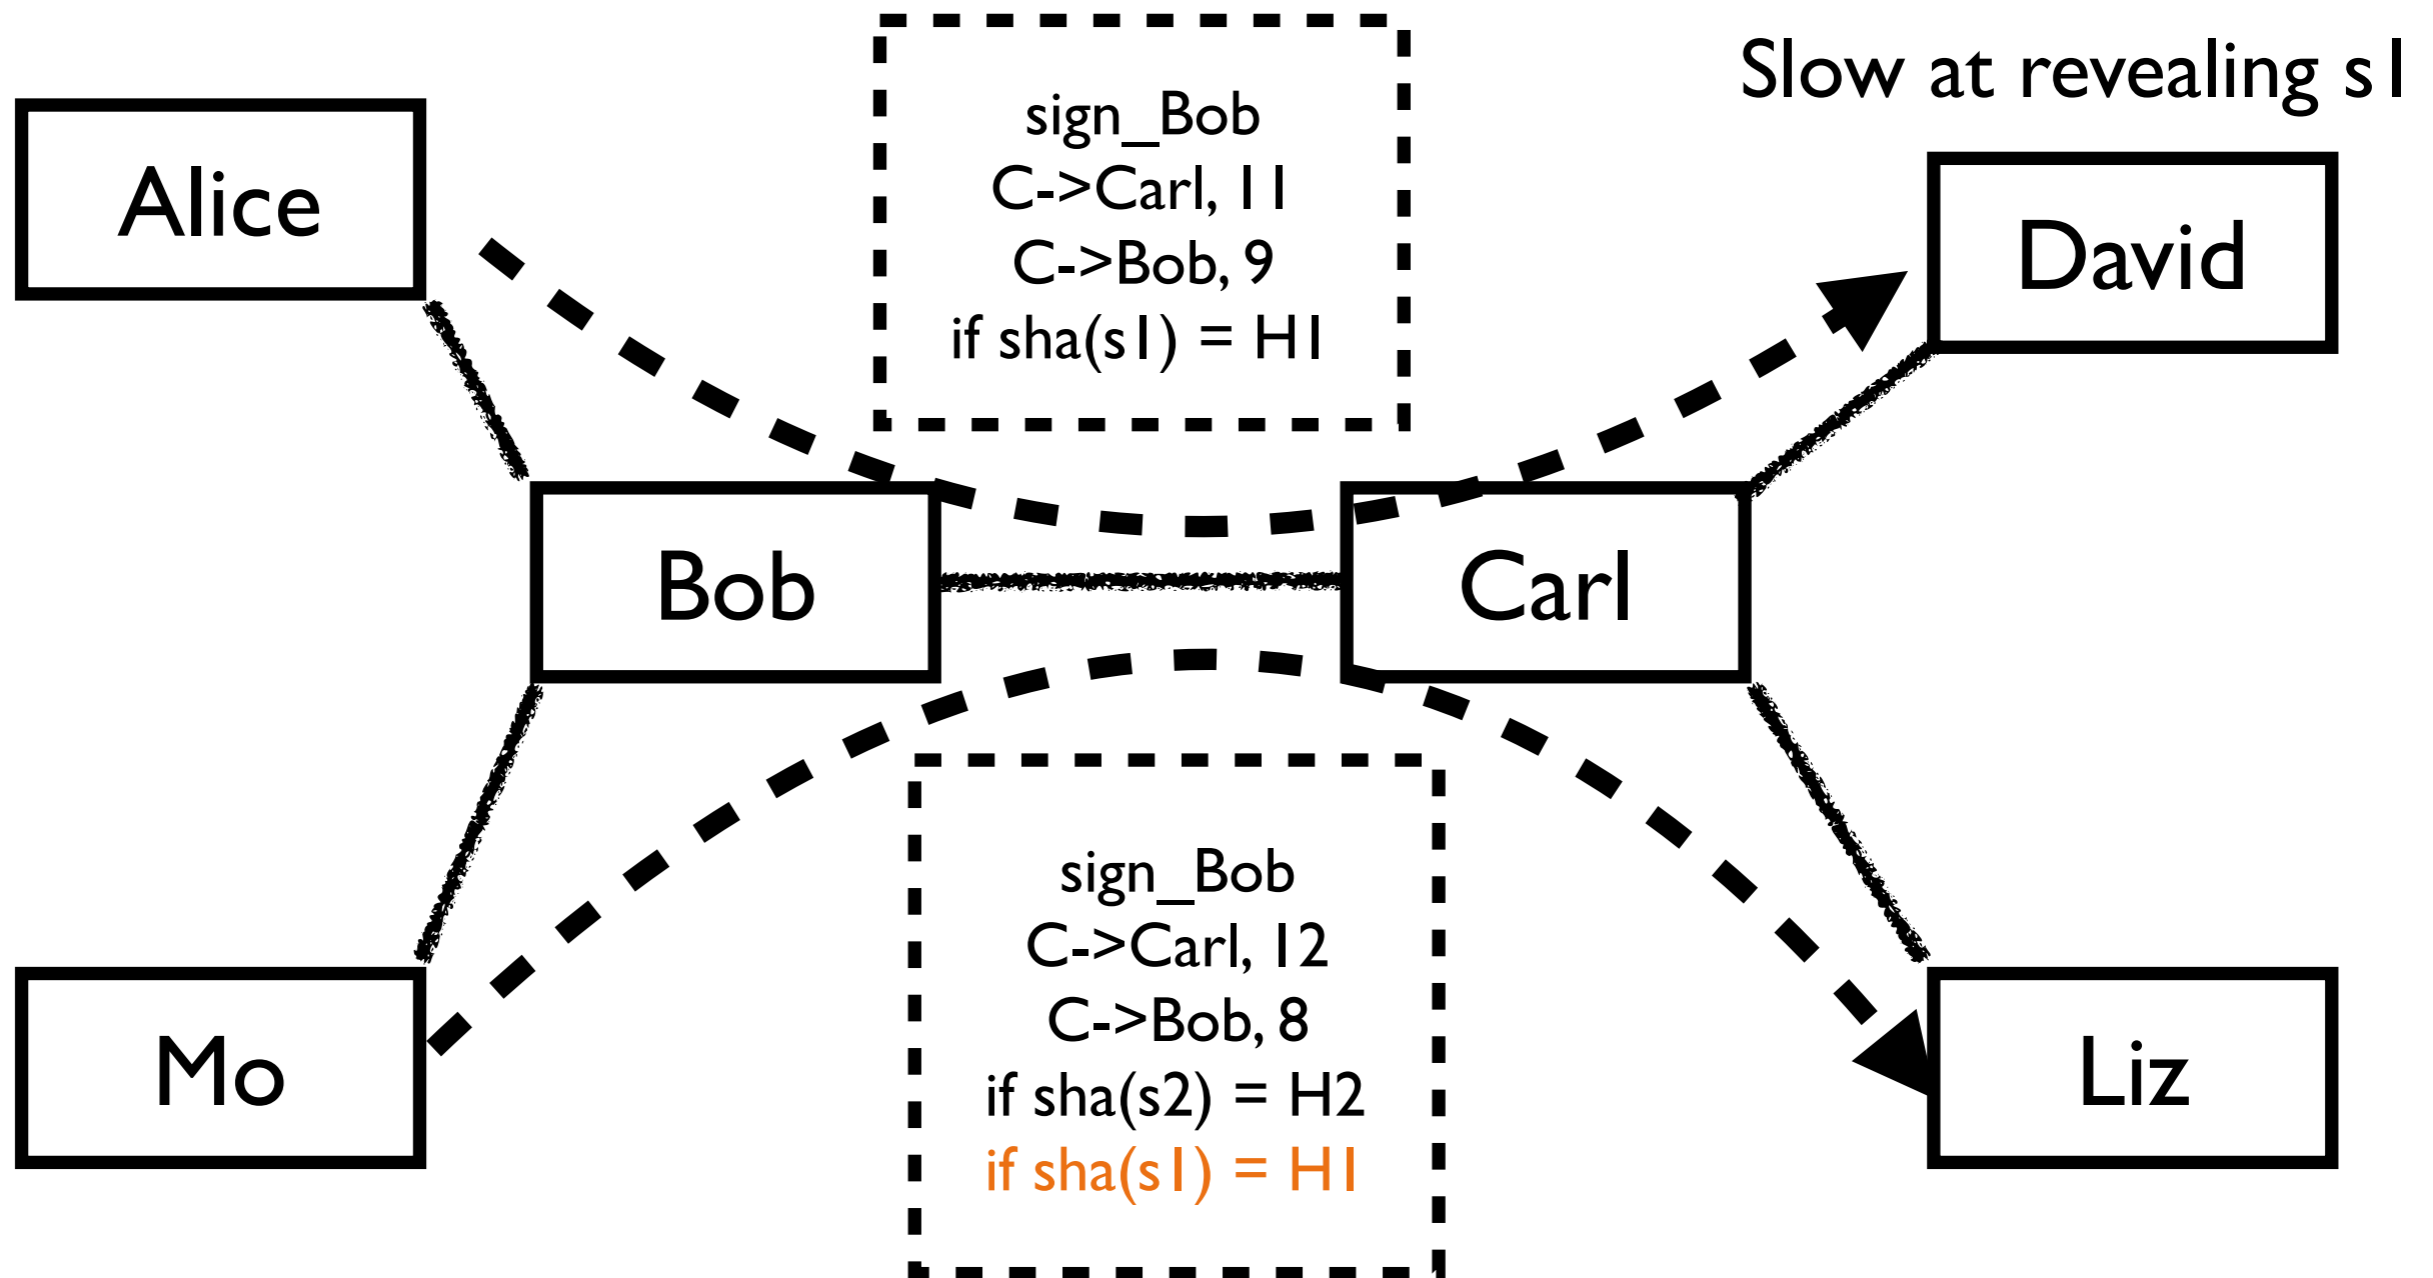 Slow at revealing s1
Alice
sign_Bob
C->Carl, 11
C->Bob, 9
if sha(s1) = H1
David
Bob
Carl
sign_Bob
C->Carl, 12
C->Bob, 8
if sha(s2) = H2
if sha(s1) = H1
Mo
Liz